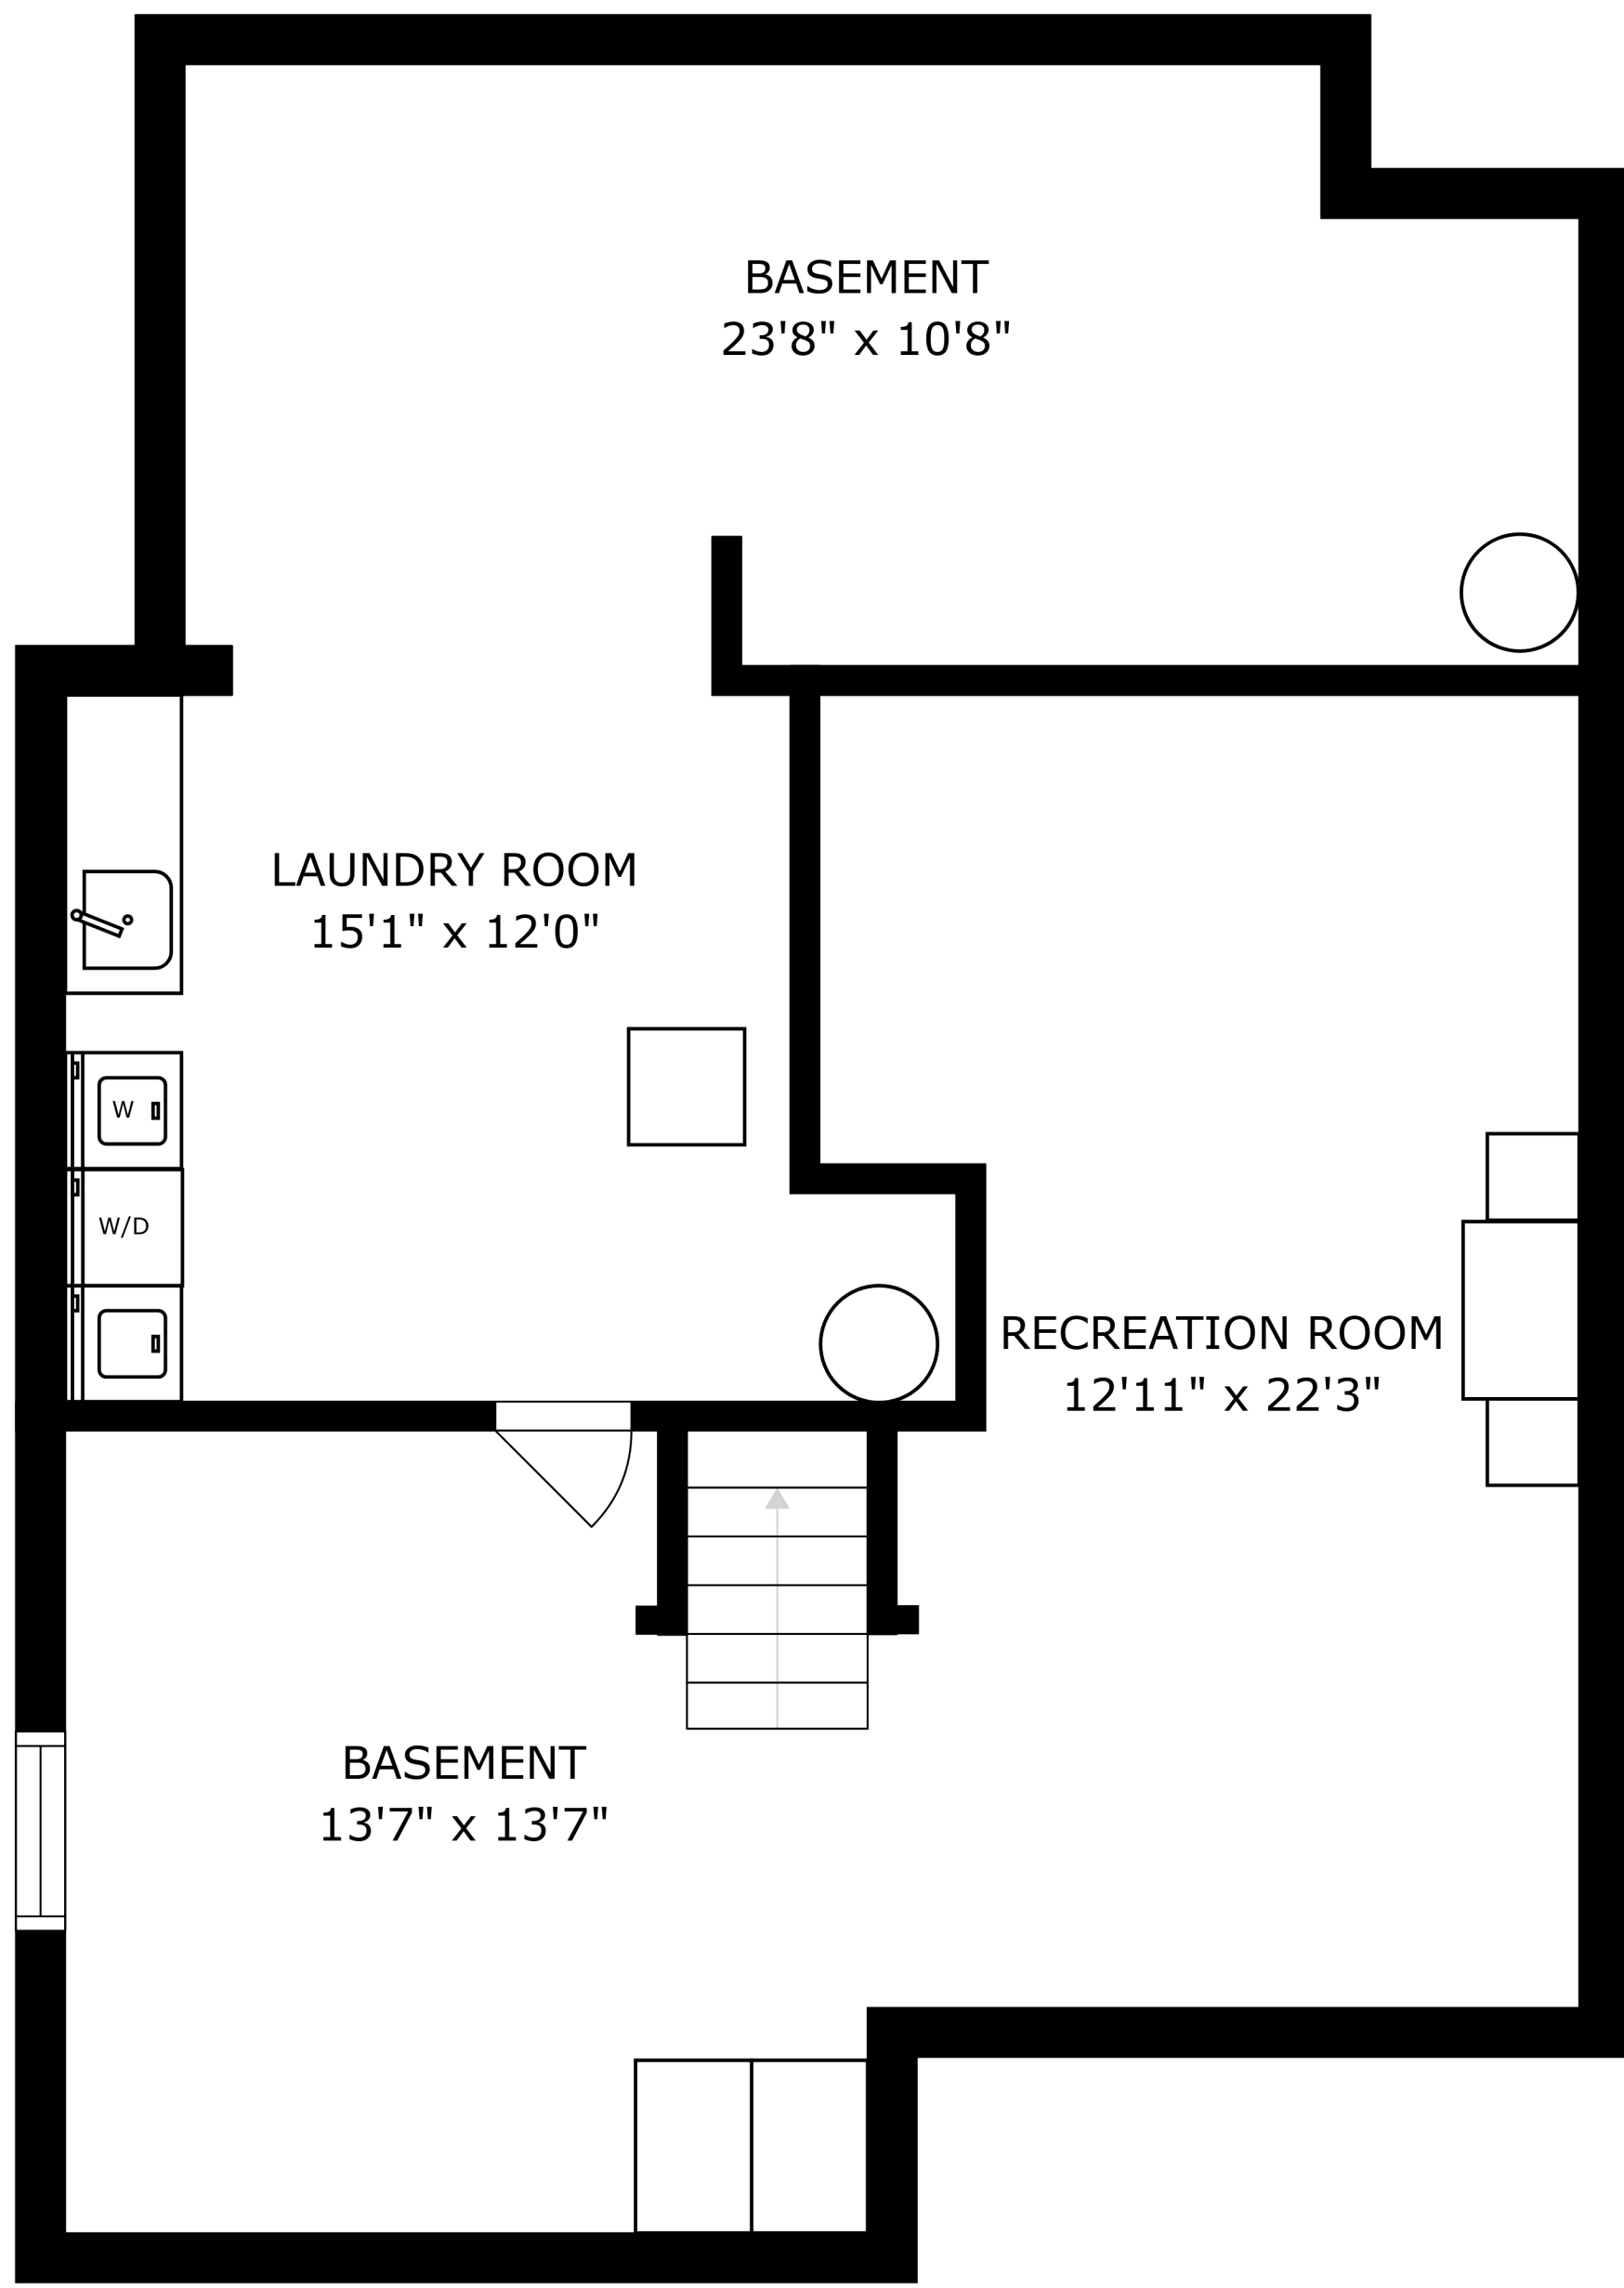 BASEMENT
23'8" x 10'8"
LAUNDRY ROOM
15'1" x 12'0"
W
W/D
RECREATION ROOM
12'11" x 22'3"
BASEMENT
13'7" x 13'7"